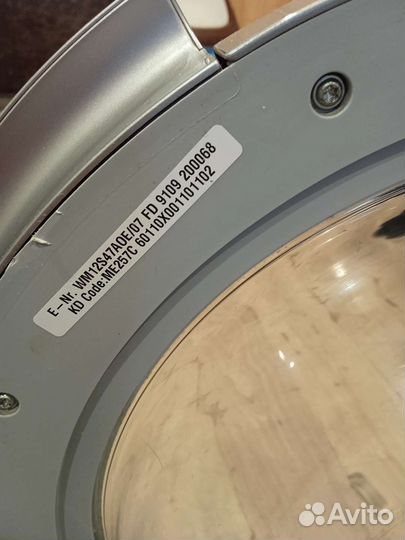 E- Nr. WM12S47AOE/07 FD 9109 200068
KD Code:ME257C 60110X001101102
Avito